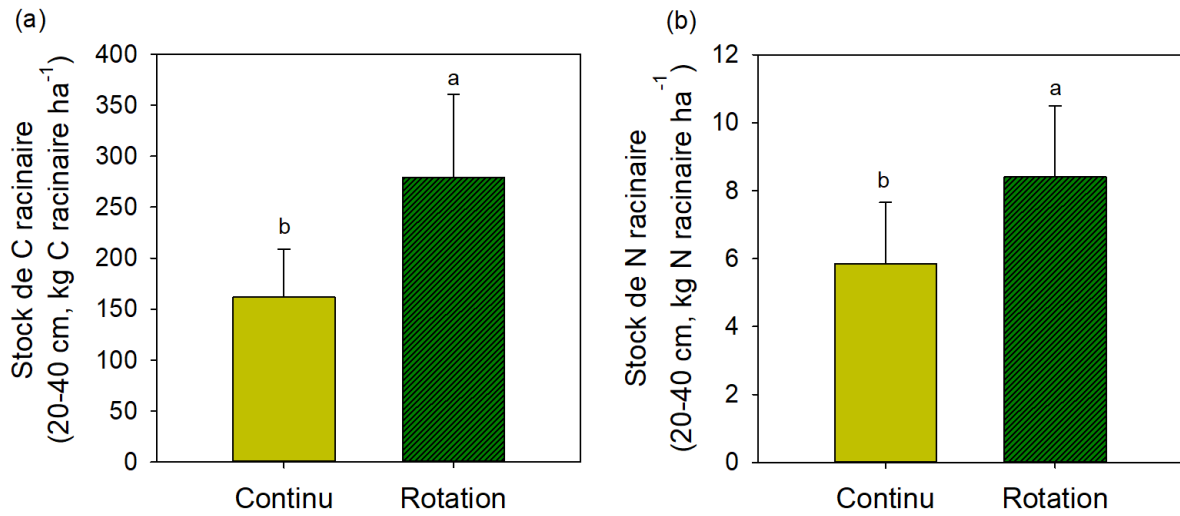 (a)
Stock de C racinaire
(20-40 cm, kg C racinaire ha⁻¹)
400
350
300
250
200
150
100
50
0
b
a
Continu
Rotation
(b)
Stock de N racinaire
(20-40 cm, kg N racinaire ha⁻¹)
12
10
8
6
4
2
0
b
a
Continu
Rotation